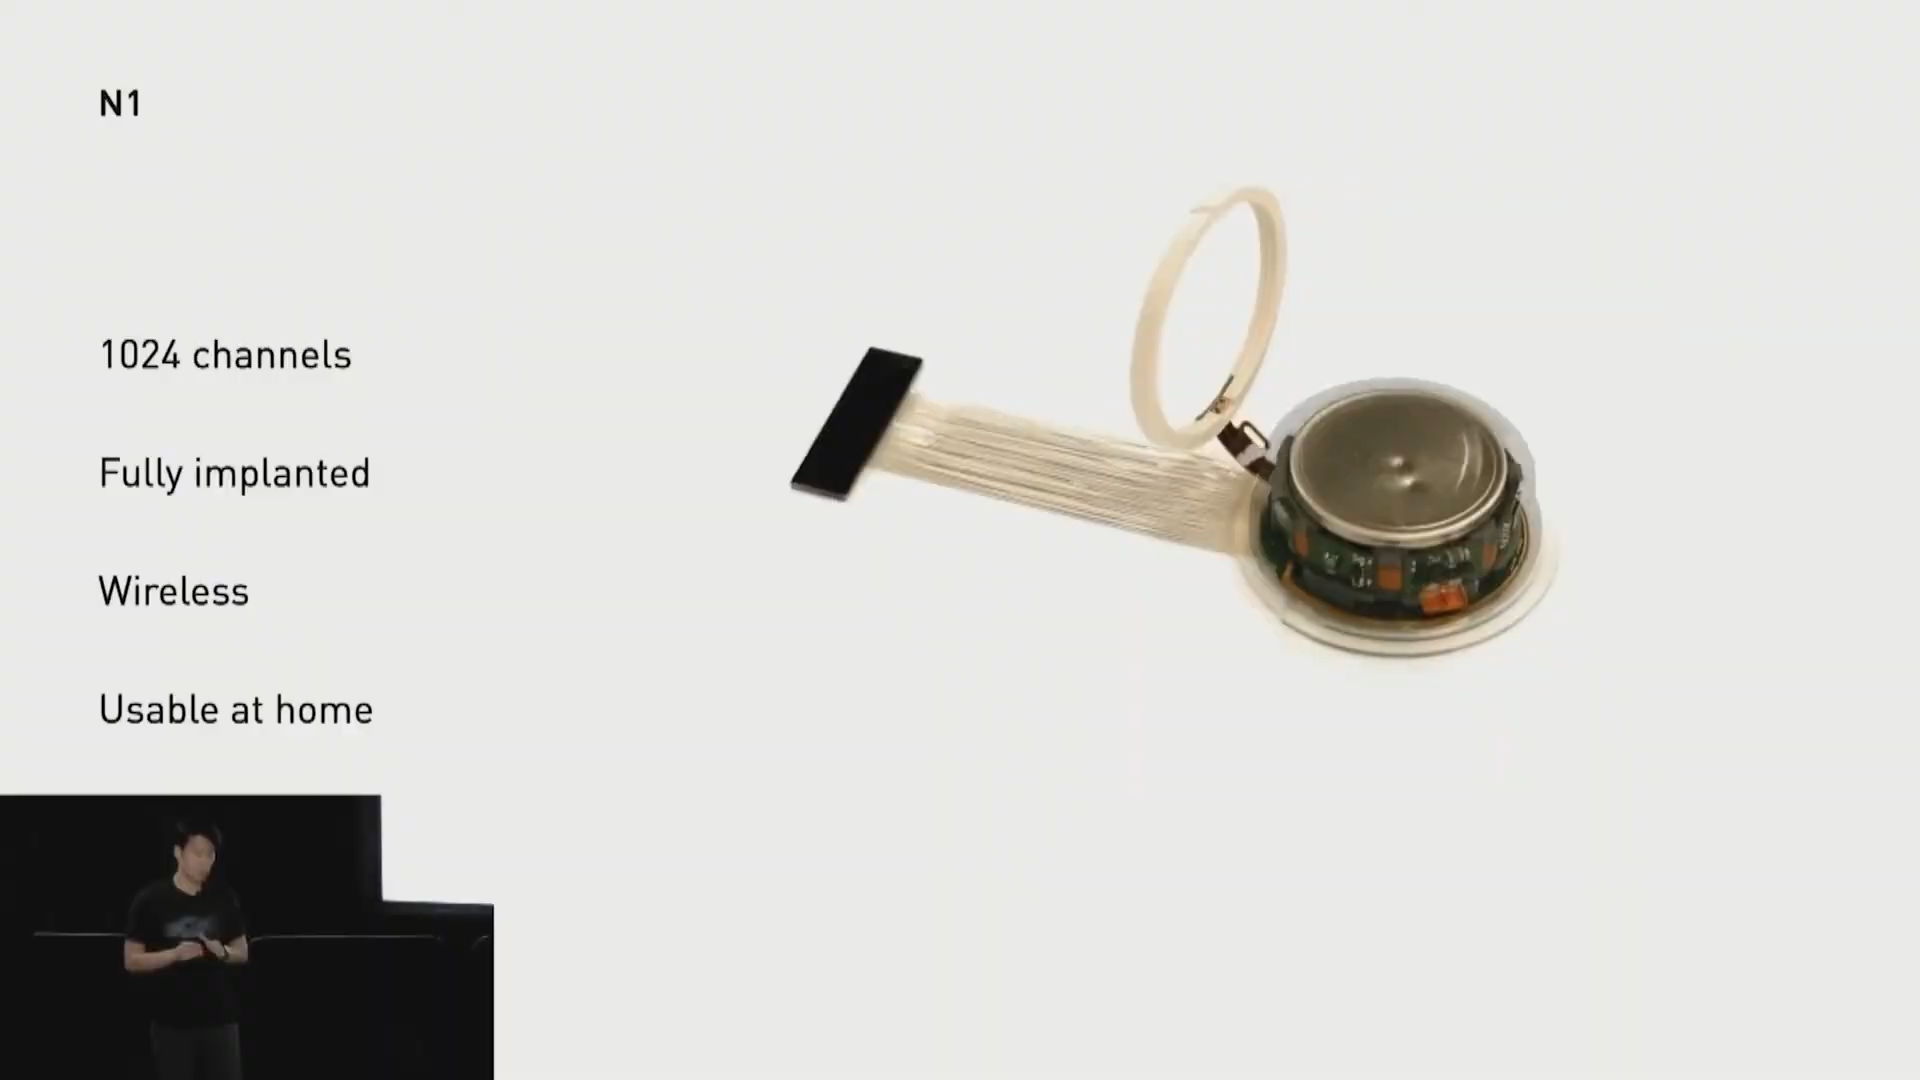 N1
1024 channels
Fully implanted
Wireless
Usable at home